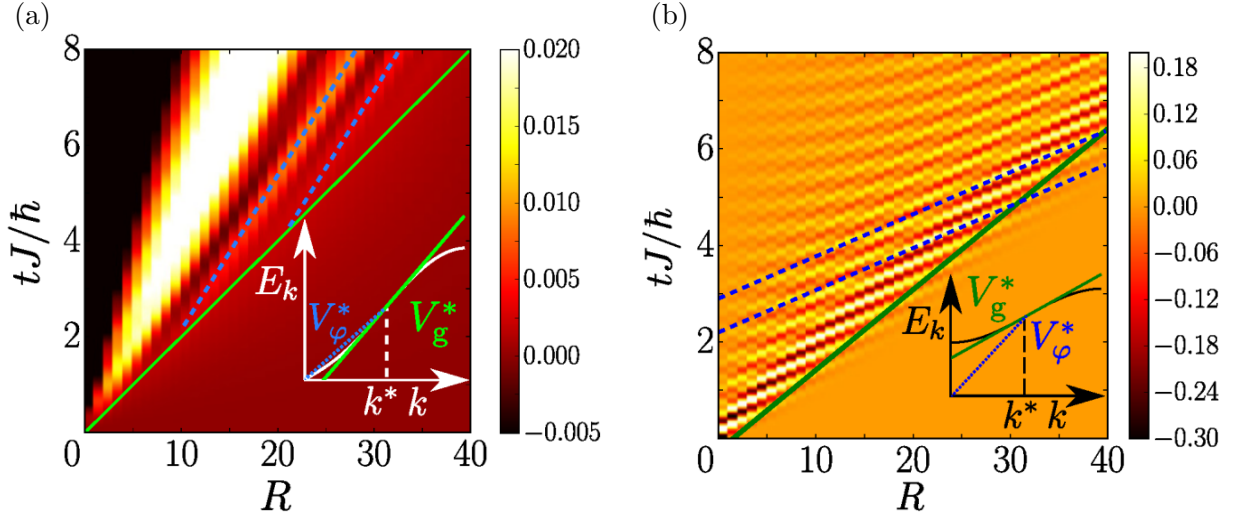 (a)
8
6
4
2
tJ/ħ
0
10
20
30
40
R
0.020
0.015
0.010
0.005
0.000
−0.005
E_k
V_φ^*
V_g^*
k^* k
(b)
8
6
4
2
tJ/ħ
0
10
20
30
40
R
0.18
0.12
0.06
0.00
−0.06
−0.12
−0.18
−0.24
−0.30
E_k
V_g^*
V_φ^*
k^* k